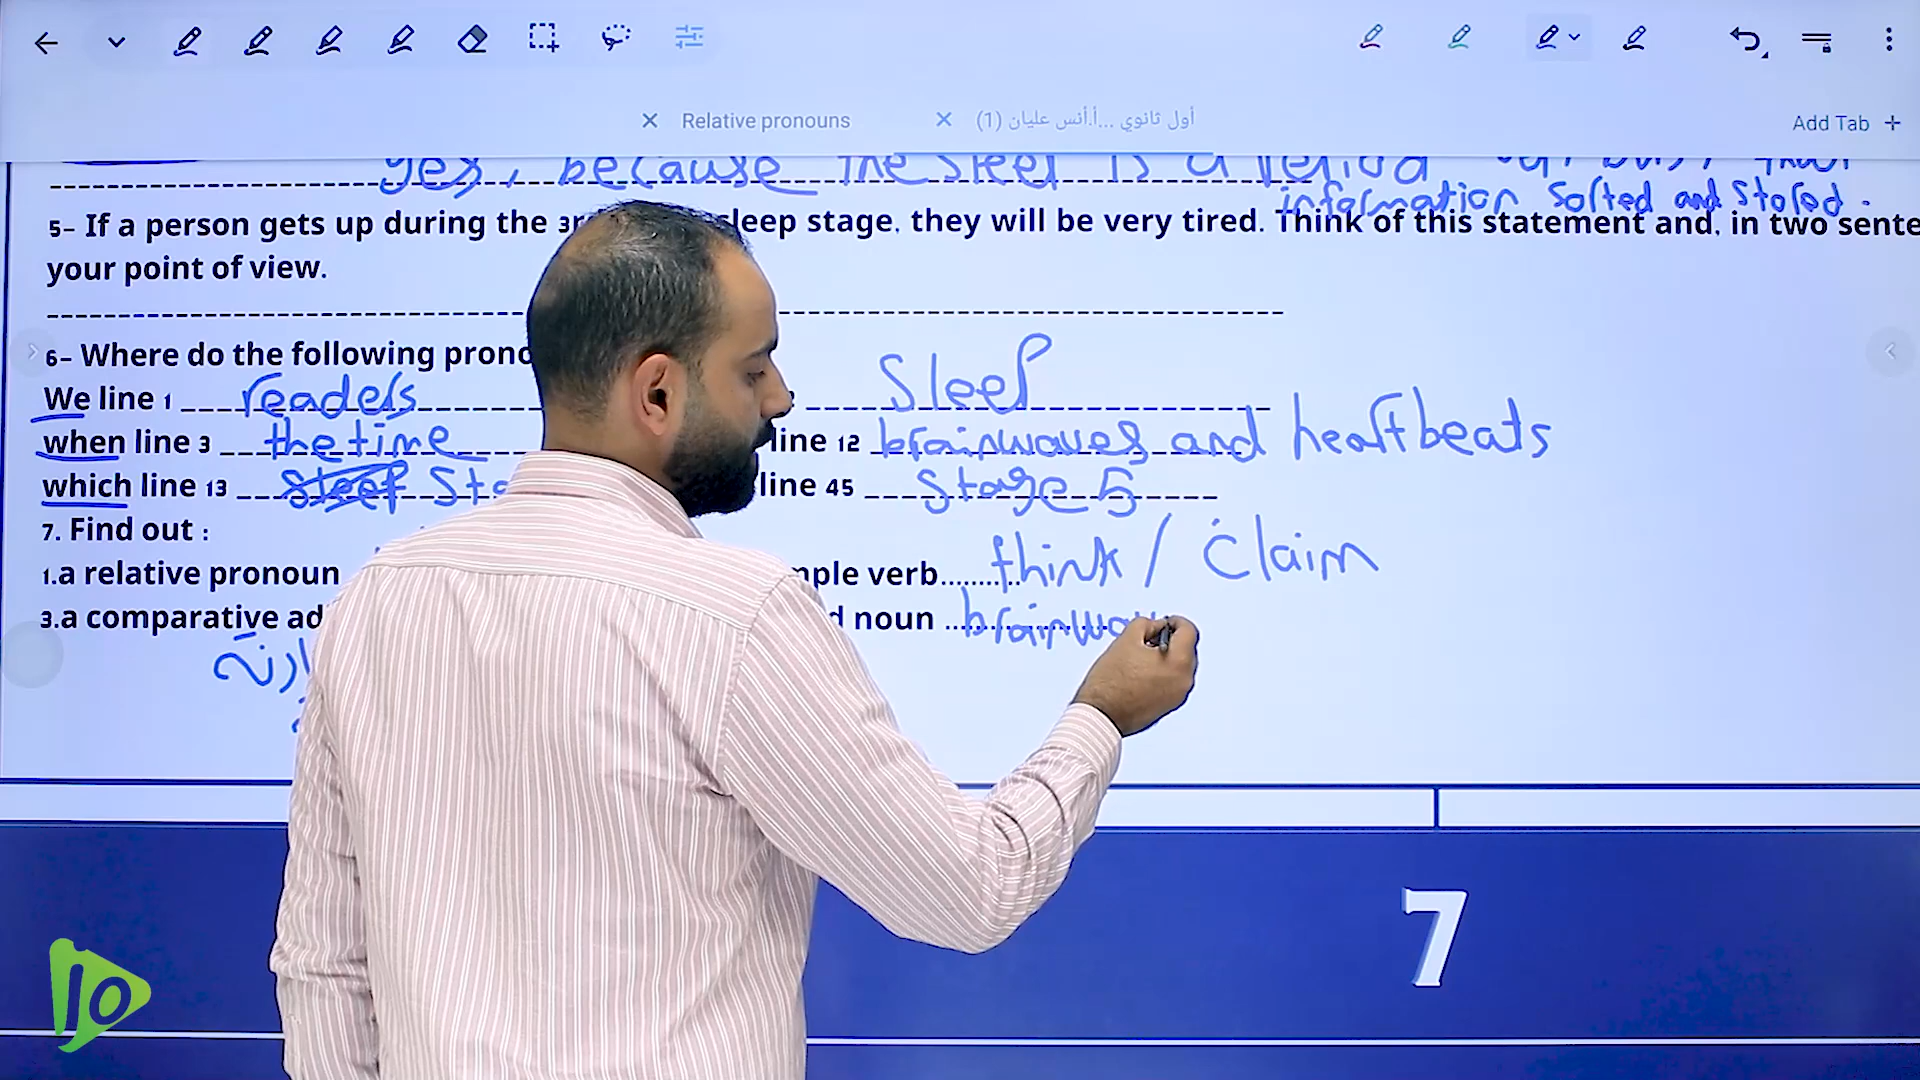 Relative pronouns
أول ثانوي ...أ.أنس عليان (1)
Add Tab
yes, because the sleep is a period
information sorted and stored.
5- If a person gets up during the 3r sleep stage, they will be very tired. Think of this statement and, in two sente
your point of view.
6- Where do the following prono
We line 1 readers sleep
when line 3 the time line 12 brainwaves and heartbeats
which line 13 sleep Sta line 45 stage 5
7. Find out :
1.a relative pronoun mple verb.......... think / claim
3.a comparative ad d noun .................. brainwav
7
JO